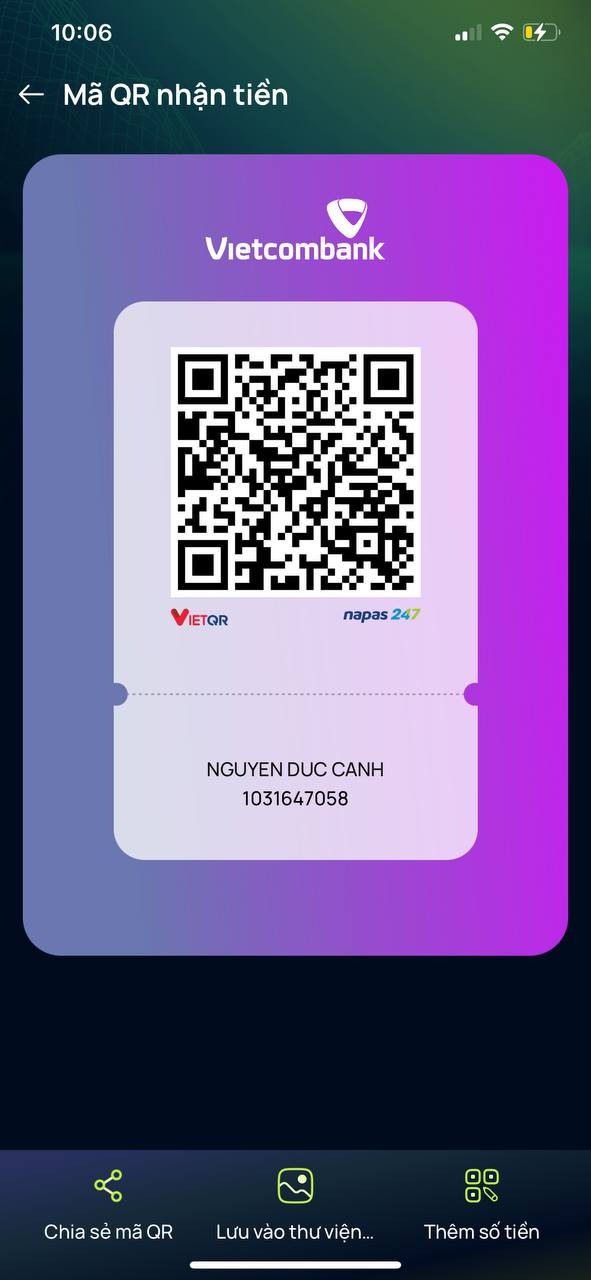 10:06
Mã QR nhận tiền
Vietcombank
VIETQR
napas 247
NGUYEN DUC CANH
1031647058
Chia sẻ mã QR
Lưu vào thư viện...
Thêm số tiền